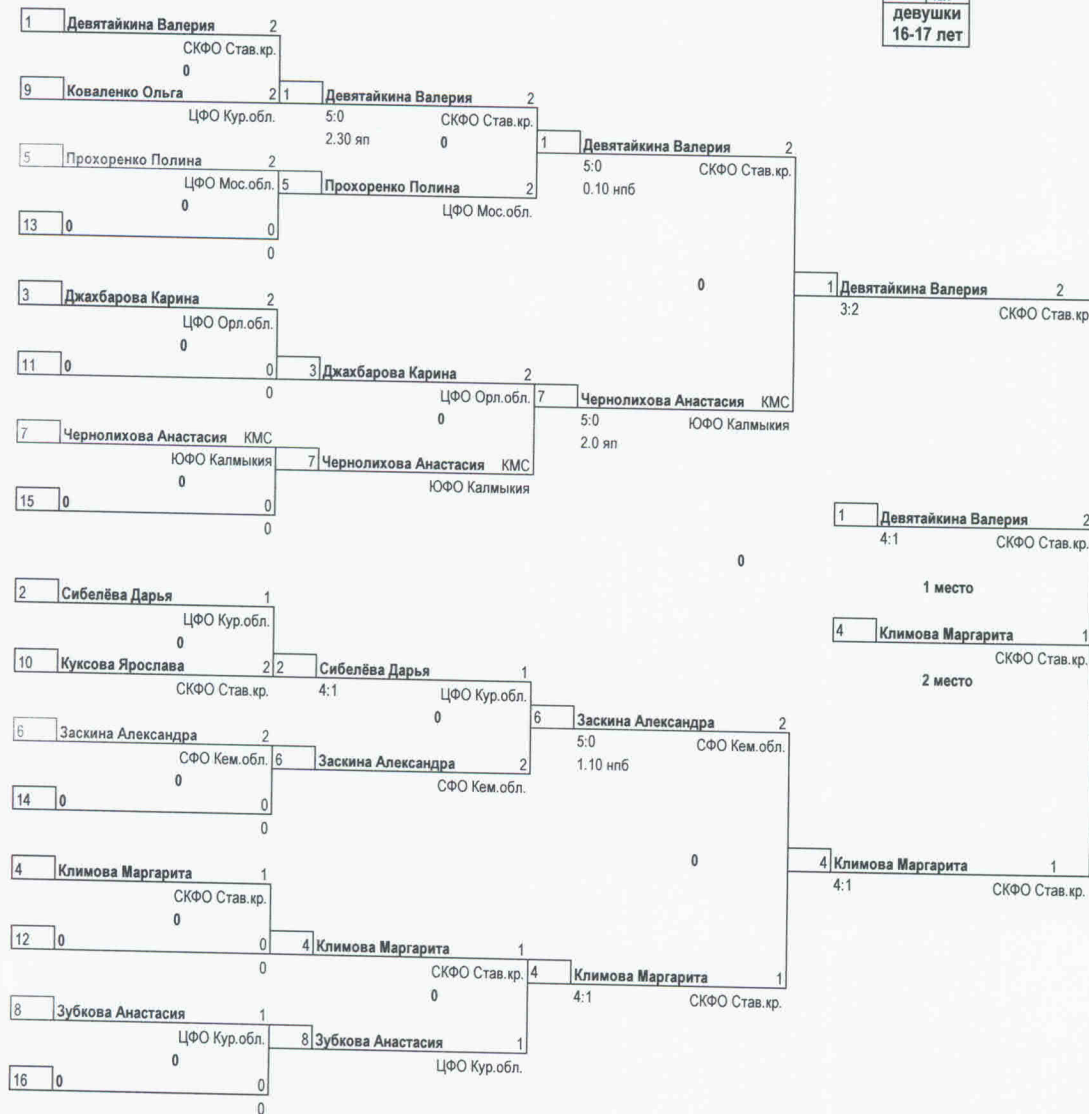 девушки
16-17 лет
1 Девятайкина Валерия 2
СКФО Став.кр.
0
9 Коваленко Ольга 2
ЦФО Кур.обл.
1 Девятайкина Валерия 2
5:0 СКФО Став.кр.
2.30 яп 0
5 Прохоренко Полина 2
ЦФО Мос.обл.
0
13 0 0
0
5 Прохоренко Полина 2
ЦФО Мос.обл.
1 Девятайкина Валерия 2
5:0 СКФО Став.кр.
0.10 нпб
3 Джахбарова Карина 2
ЦФО Орл.обл.
0
11 0 0
0
3 Джахбарова Карина 2
ЦФО Орл.обл.
0
7 Чернолихова Анастасия КМС
ЮФО Калмыкия
0
15 0 0
0
7 Чернолихова Анастасия КМС
ЮФО Калмыкия
7 Чернолихова Анастасия КМС
5:0 ЮФО Калмыкия
2.0 яп
0
1 Девятайкина Валерия 2
3:2 СКФО Став.кр
0
1 Девятайкина Валерия 2
4:1 СКФО Став.кр.
1 место
4 Климова Маргарита 1
СКФО Став.кр.
2 место
2 Сибелёва Дарья 1
ЦФО Кур.обл.
0
10 Куксова Ярослава 2
СКФО Став.кр.
2 Сибелёва Дарья 1
4:1 ЦФО Кур.обл.
0
6 Заскина Александра 2
СФО Кем.обл.
0
14 0 0
0
6 Заскина Александра 2
СФО Кем.обл.
6 Заскина Александра 2
5:0 СФО Кем.обл.
1.10 нпб
4 Климова Маргарита 1
СКФО Став.кр.
0
12 0 0
0
4 Климова Маргарита 1
СКФО Став.кр.
0
8 Зубкова Анастасия 1
ЦФО Кур.обл.
0
16 0 0
0
8 Зубкова Анастасия 1
ЦФО Кур.обл.
4 Климова Маргарита 1
4:1 СКФО Став.кр.
0
4 Климова Маргарита 1
4:1 СКФО Став.кр.